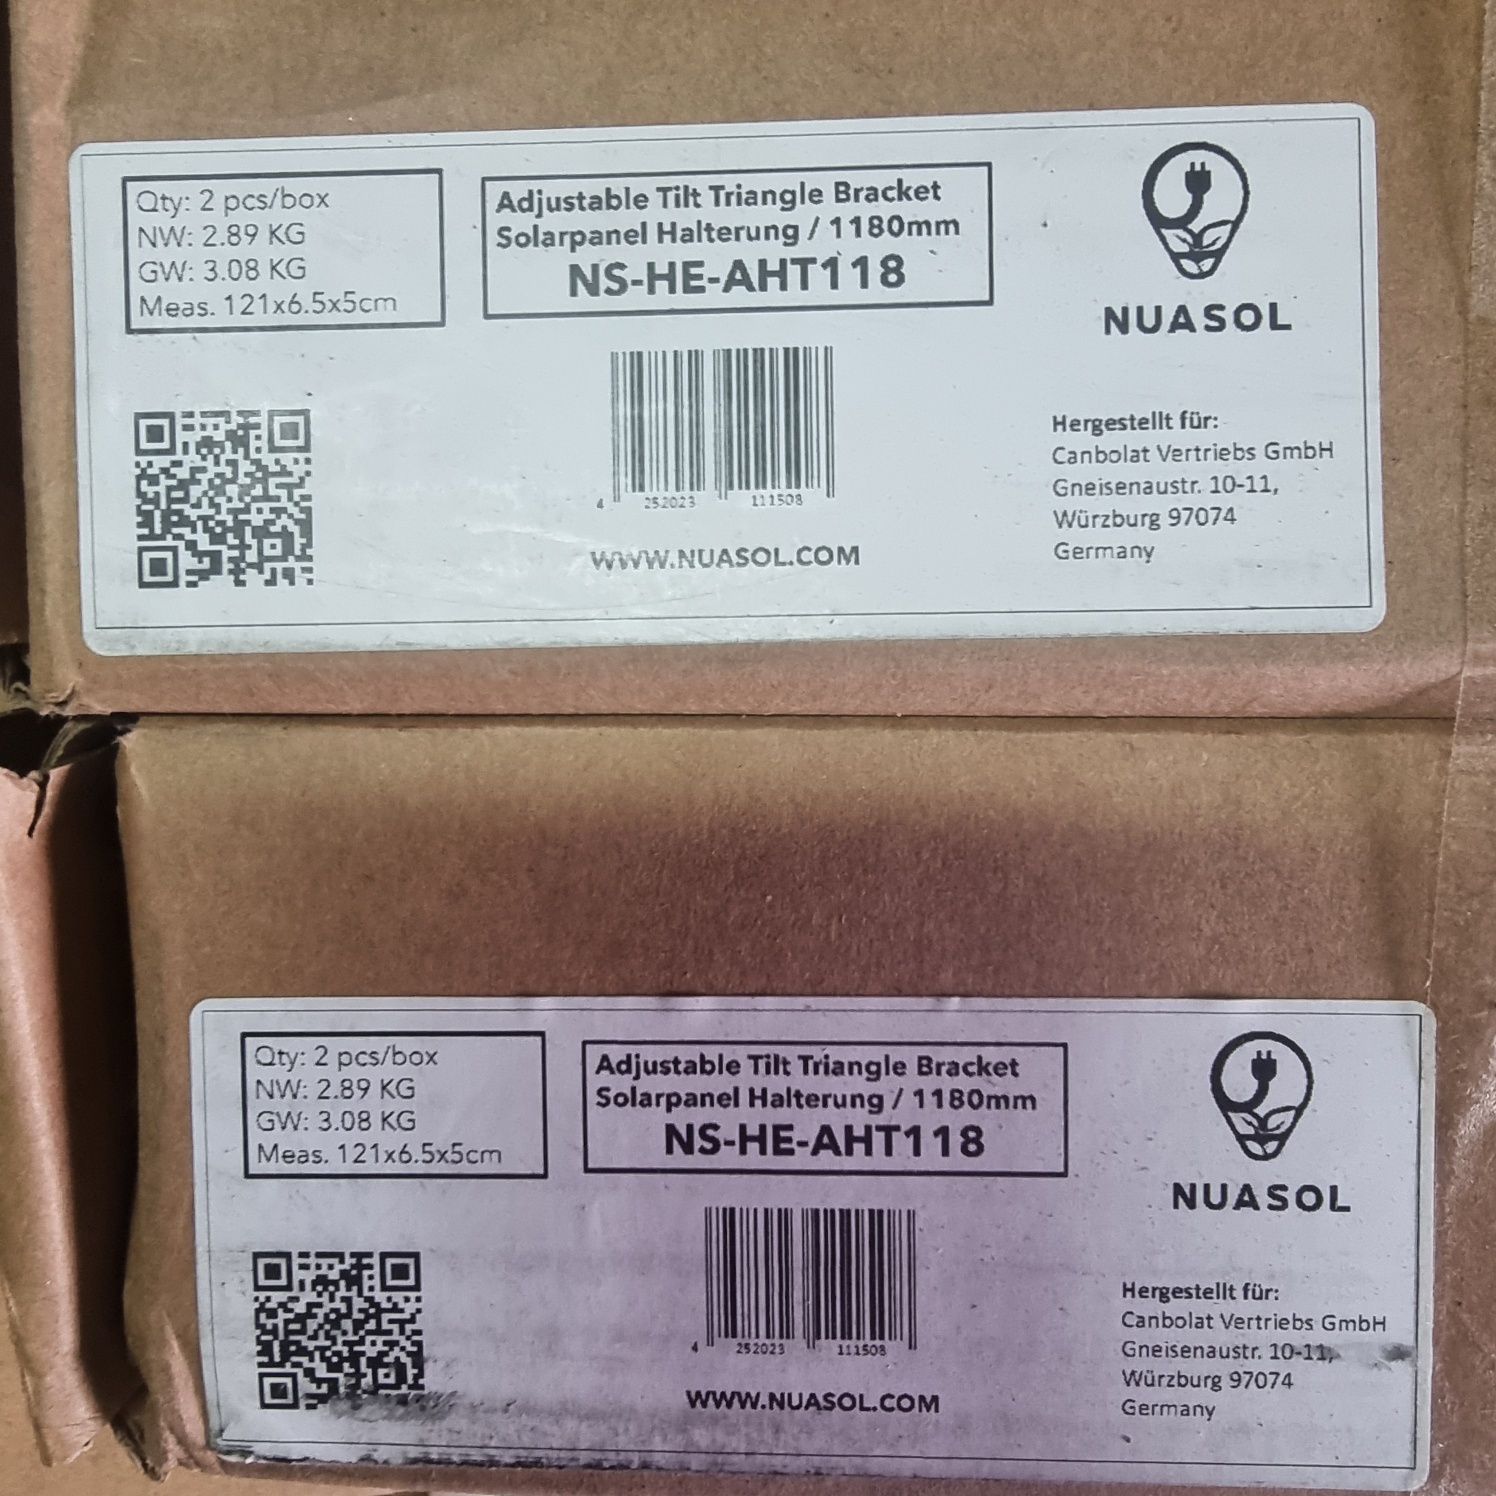 Qty: 2 pcs/box
NW: 2.89 KG
GW: 3.08 KG
Meas. 121x6.5x5cm
Adjustable Tilt Triangle Bracket
Solarpanel Halterung / 1180mm
NS-HE-AHT118
NUASOL
4 252023 111508
WWW.NUASOL.COM
Hergestellt für:
Canbolat Vertriebs GmbH
Gneisenaustr. 10-11,
Würzburg 97074
Germany
Qty: 2 pcs/box
NW: 2.89 KG
GW: 3.08 KG
Meas. 121x6.5x5cm
Adjustable Tilt Triangle Bracket
Solarpanel Halterung / 1180mm
NS-HE-AHT118
NUASOL
4 252023 111508
WWW.NUASOL.COM
Hergestellt für:
Canbolat Vertriebs GmbH
Gneisenaustr. 10-11,
Würzburg 97074
Germany